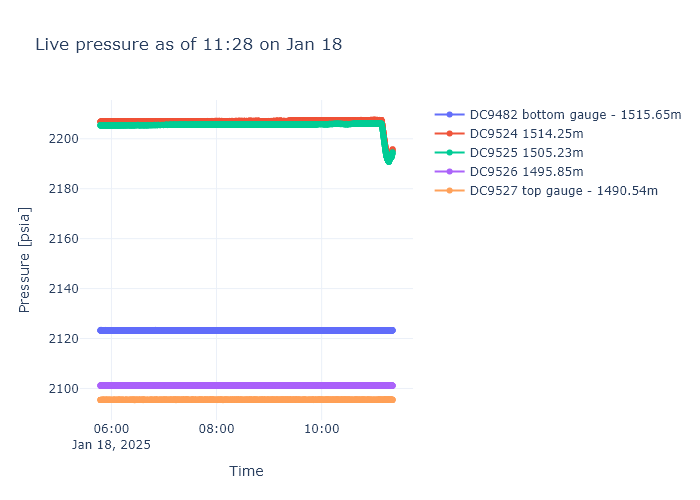 Live pressure as of 11:28 on Jan 18
DC9482 bottom gauge - 1515.65m
DC9524 1514.25m
DC9525 1505.23m
DC9526 1495.85m
DC9527 top gauge - 1490.54m
Pressure [psia]
2200
2180
2160
2140
2120
2100
06:00
08:00
10:00
Jan 18, 2025
Time